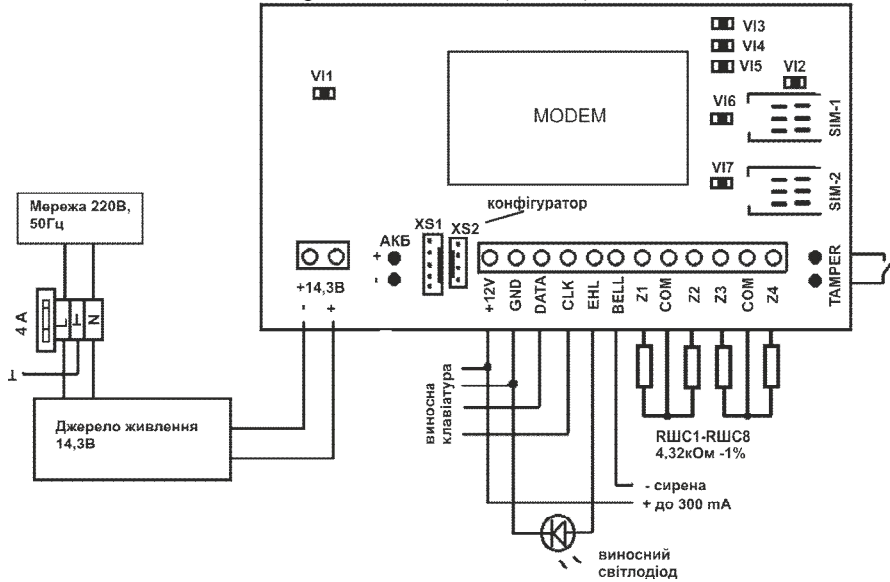 VI3
VI4
VI5
VI2
VI1
VI6
MODEM
SIM-1
VI7
SIM-2
конфігуратор
Мережа 220В,
50Гц
XS1
XS2
АКБ
+
-
+14,3В
- +
+12V
GND
DATA
CLK
EHL
BELL
Z1
COM
Z2
Z3
COM
Z4
TAMPER
4 А
L
N
Джерело живлення
14,3В
виносна
клавіатура
RШС1-RШС8
4,32кОм -1%
- сирена
+ до 300 mA
виносний
світлодіод